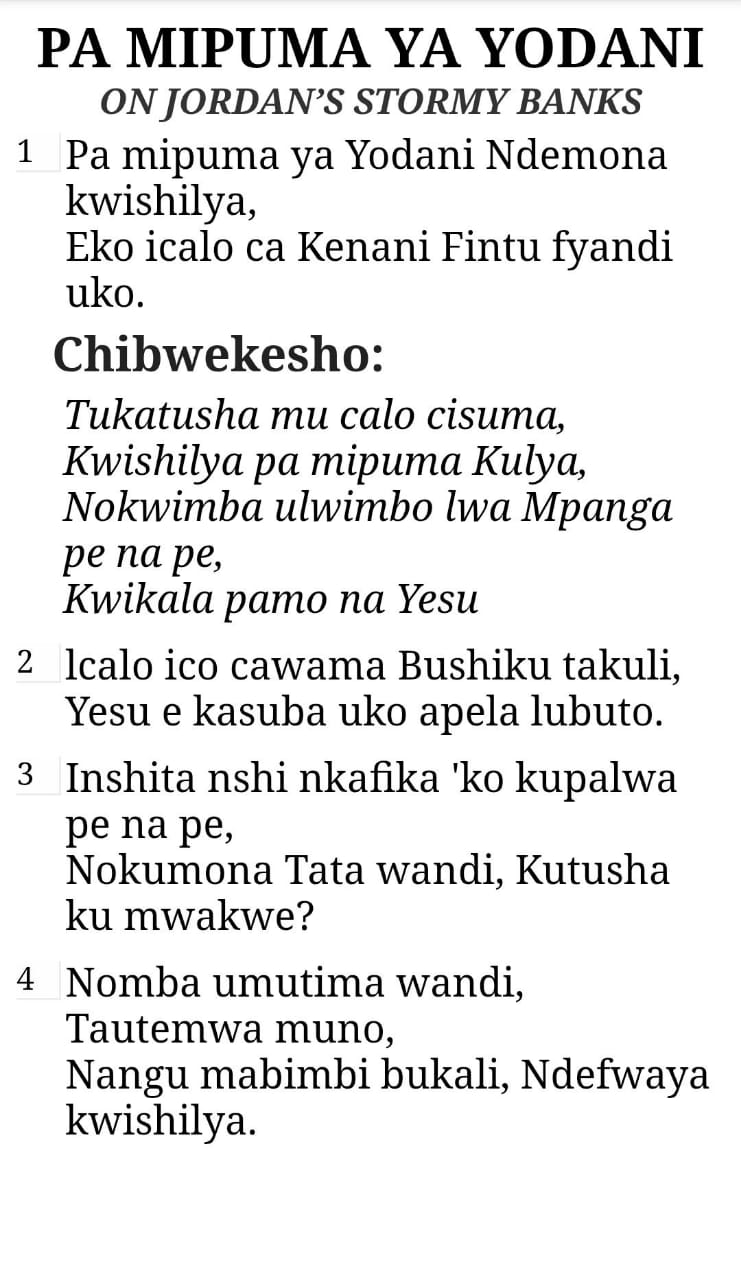 PA MIPUMA YA YODANI
ON JORDAN’S STORMY BANKS
1 Pa mipuma ya Yodani Ndemona
kwishilya,
Eko icalo ca Kenani Fintu fyandi
uko.
Chibwekesho:
Tukatusha mu calo cisuma,
Kwishilya pa mipuma Kulya,
Nokwimba ulwimbo lwa Mpanga
pe na pe,
Kwikala pamo na Yesu
2 lcalo ico cawama Bushiku takuli,
Yesu e kasuba uko apela lubuto.
3 Inshita nshi nkafika 'ko kupalwa
pe na pe,
Nokumona Tata wandi, Kutusha
ku mwakwe?
4 Nomba umutima wandi,
Tautemwa muno,
Nangu mabimbi bukali, Ndefwaya
kwishilya.